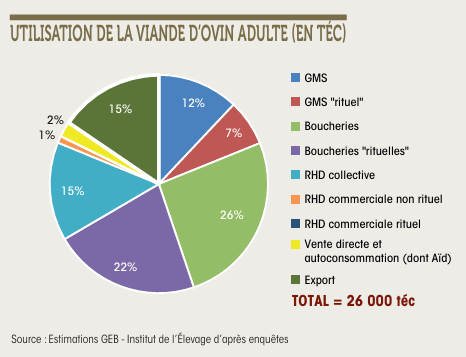 UTILISATION DE LA VIANDE D'OVIN ADULTE (EN TÉC)
12%
7%
26%
22%
15%
1%
2%
15%
GMS
GMS "rituel"
Boucheries
Boucheries "rituelles"
RHD collective
RHD commerciale non rituel
RHD commerciale rituel
Vente directe et
autoconsommation (dont Aïd)
Export
TOTAL = 26 000 téc
Source : Estimations GEB - Institut de l'Élevage d'après enquêtes